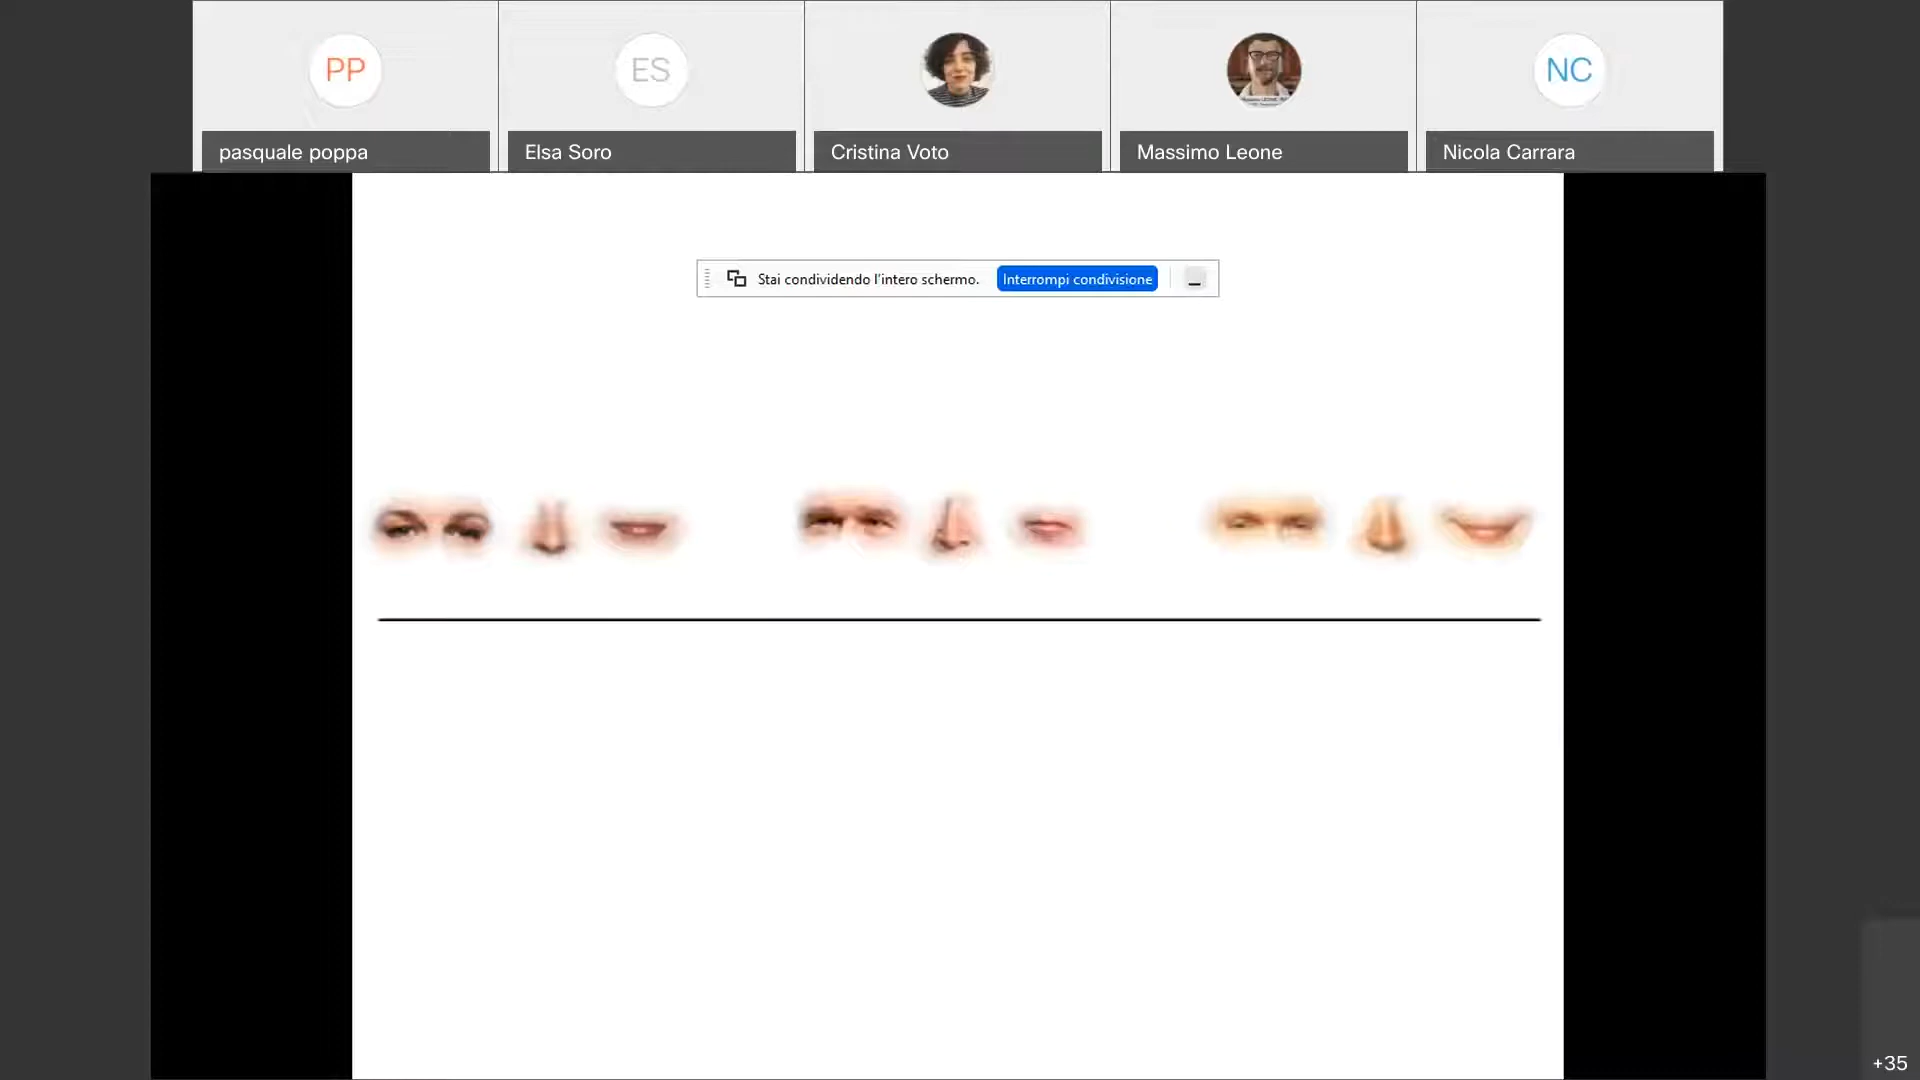 PP
ES
NC
pasquale poppa
Elsa Soro
Cristina Voto
Massimo Leone
Nicola Carrara
Stai condividendo l'intero schermo.
Interrompi condivisione
+35